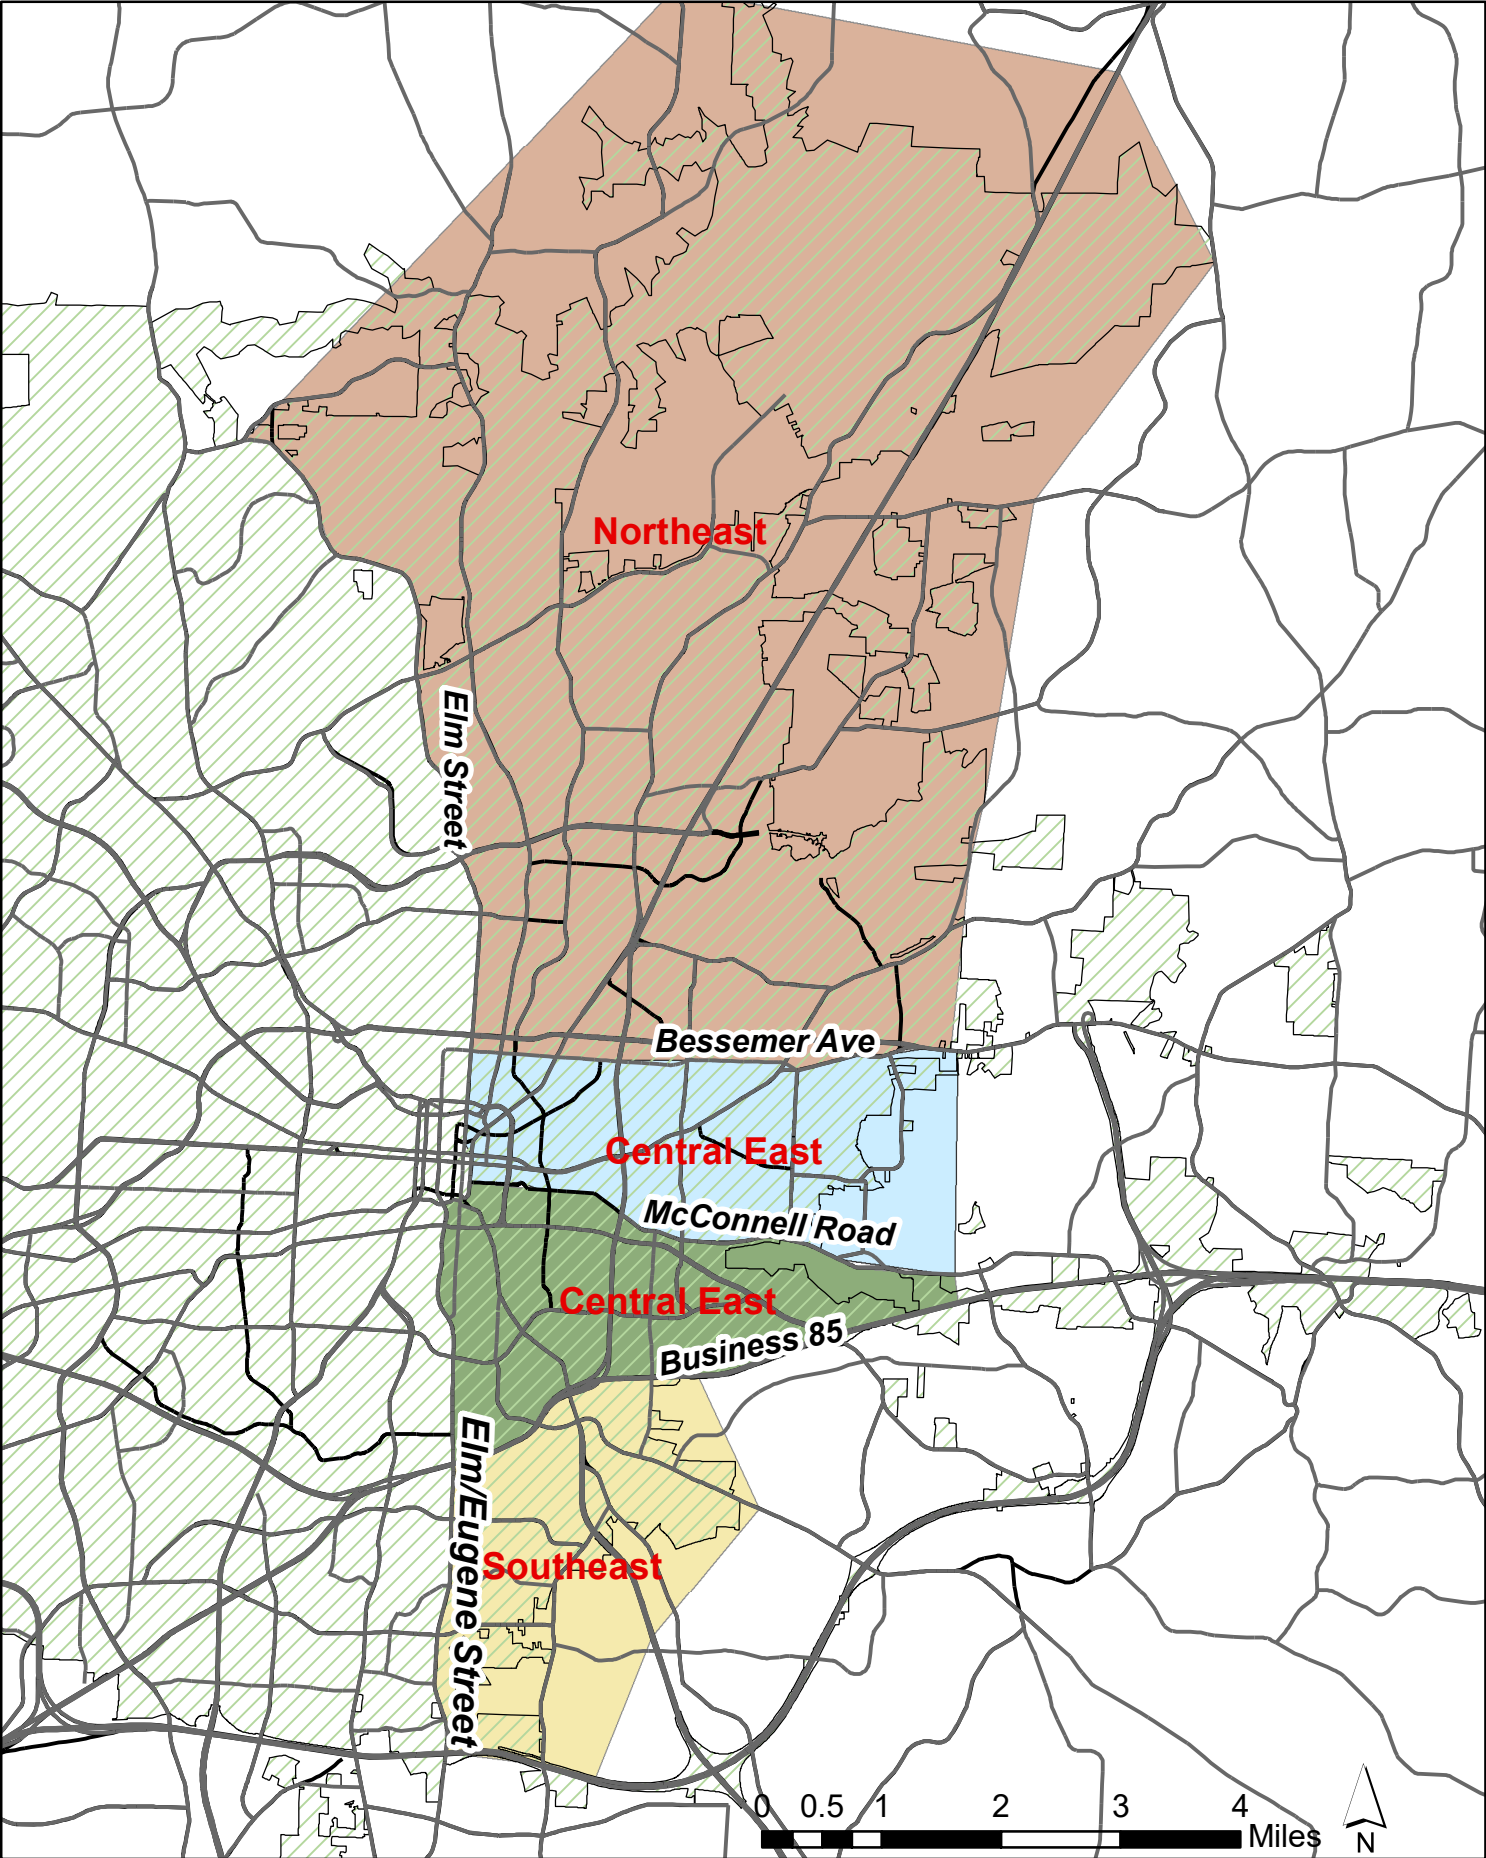 Northeast
Elm Street
Bessemer Ave
Central East
McConnell Road
Central East
Business 85
Elm/Eugene Street
Southeast
0 0.5 1 2 3 4
Miles
N